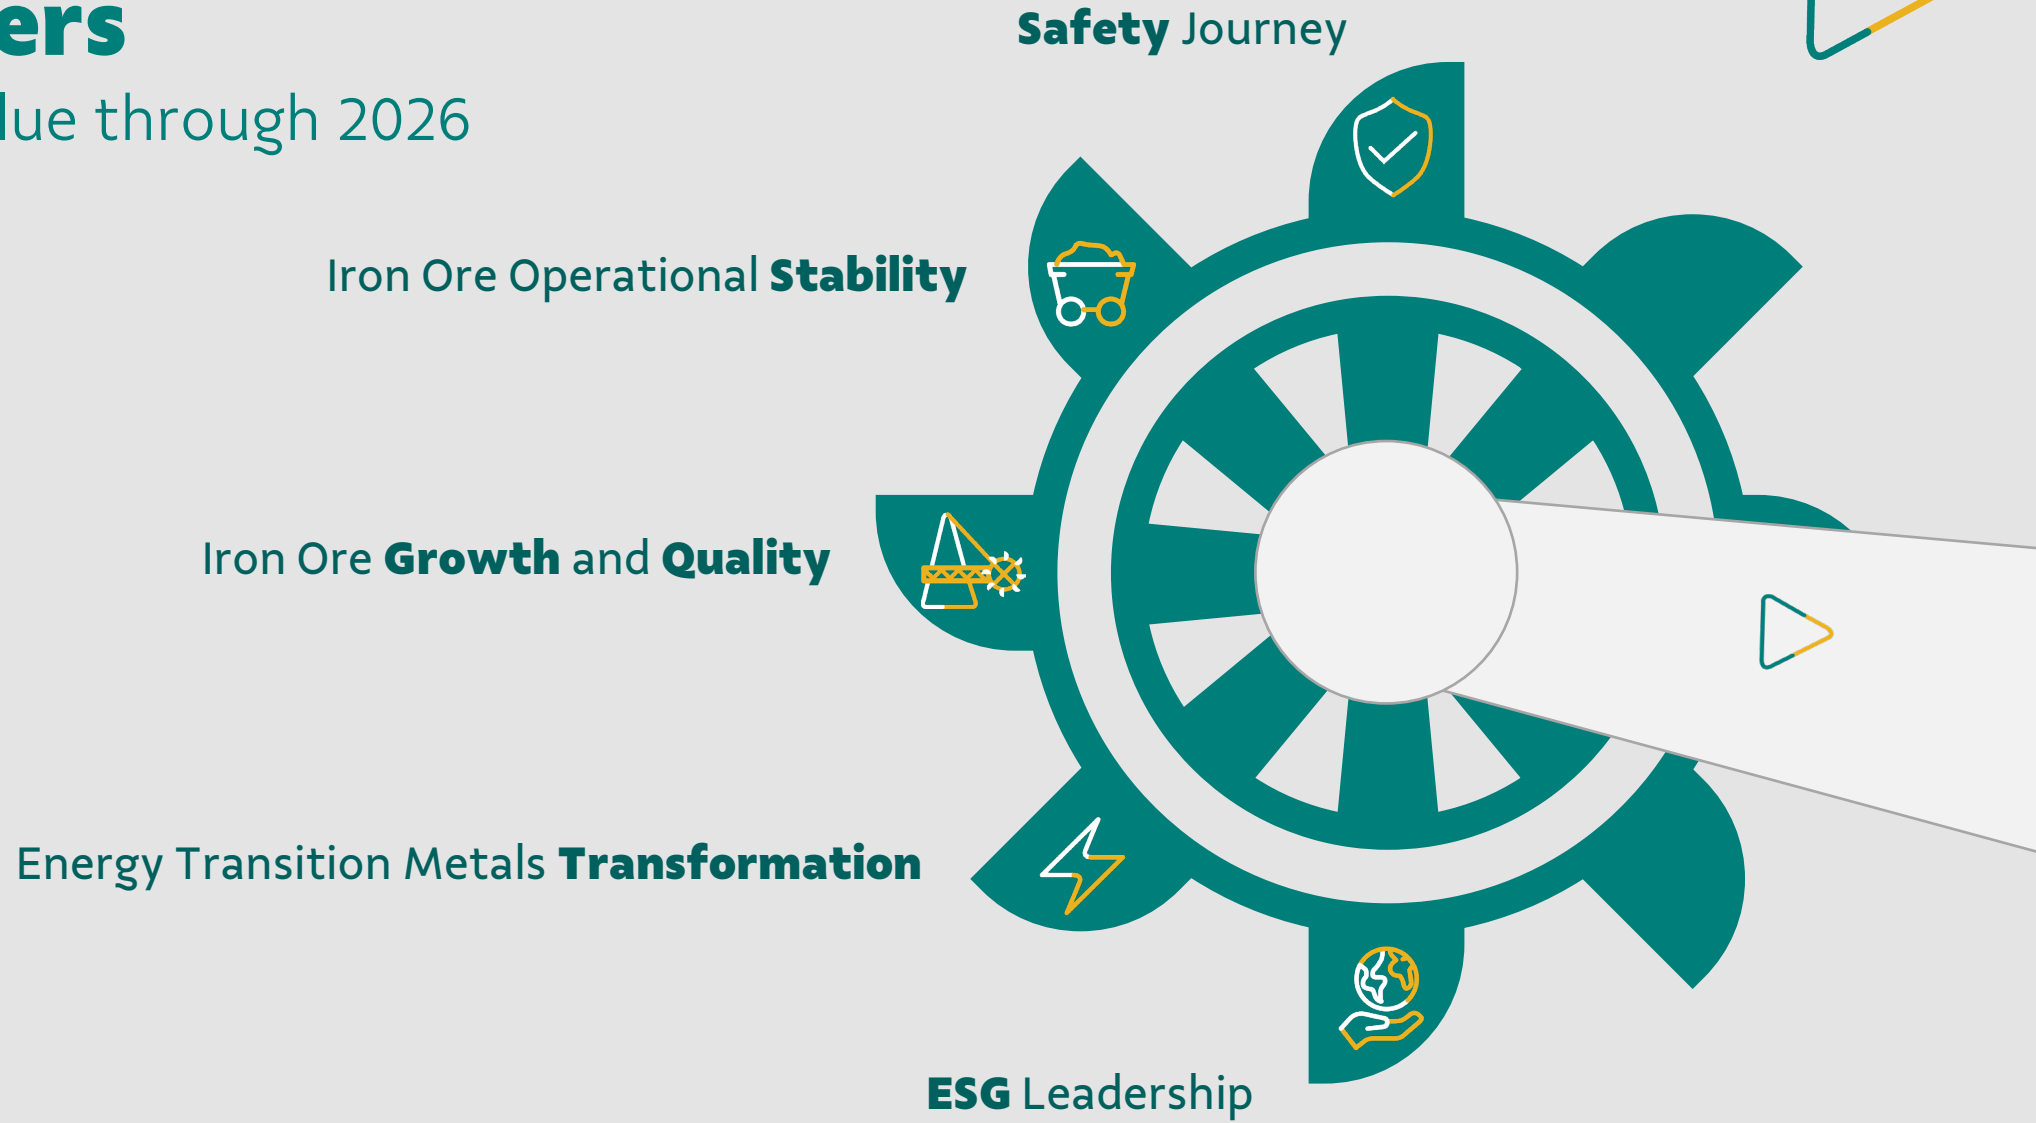 ers
lue through 2026
Safety Journey
Iron Ore Operational Stability
Iron Ore Growth and Quality
Energy Transition Metals Transformation
ESG Leadership